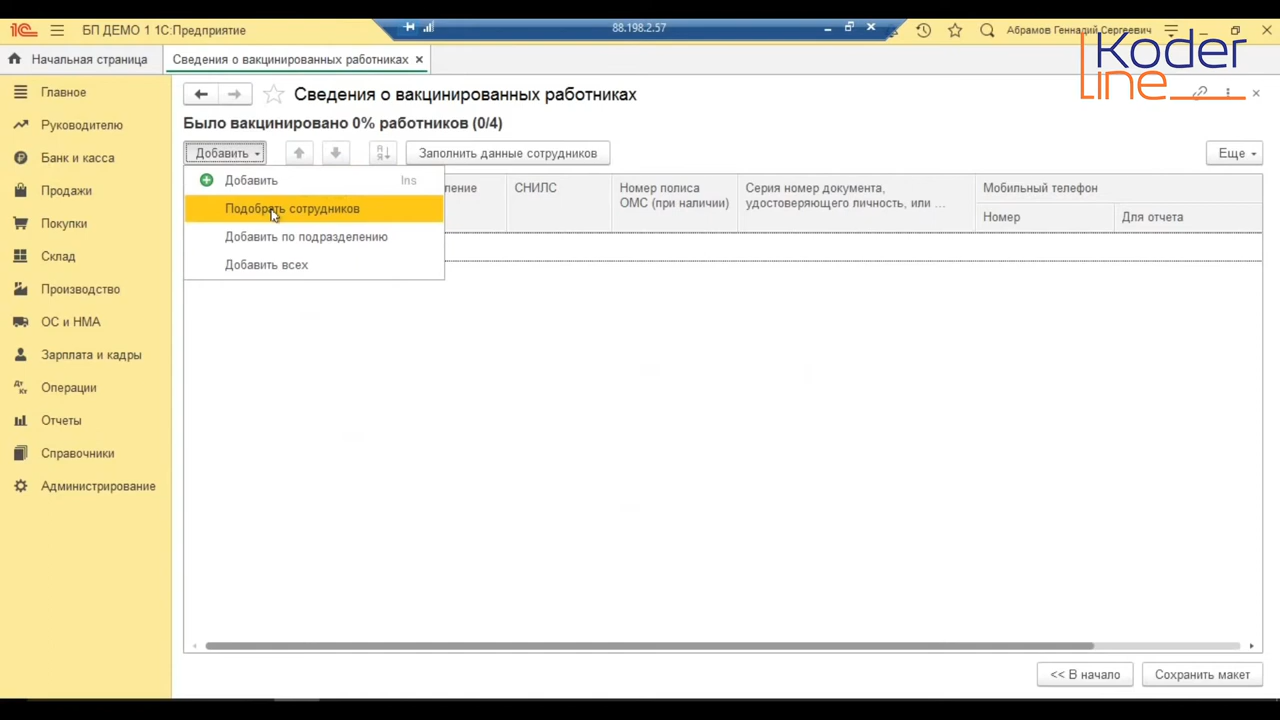 БП ДЕМО 1 1С:Предприятие
88.198.2.57
Абрамов Геннадий Сергеевич
Koder
line
Начальная страница
Сведения о вакцинированных работниках ×
Главное
Руководителю
Банк и касса
Продажи
Покупки
Склад
Производство
ОС и НМА
Зарплата и кадры
Операции
Отчеты
Справочники
Администрирование
Сведения о вакцинированных работниках
Было вакцинировано 0% работников (0/4)
Добавить
Заполнить данные сотрудников
Еще
Добавить Ins
Подобрать сотрудников
Добавить по подразделению
Добавить всех
ление
СНИЛС
Номер полиса
ОМС (при наличии)
Серия номер документа,
удостоверяющего личность, или ...
Мобильный телефон
Номер
Для отчета
<< В начало
Сохранить макет